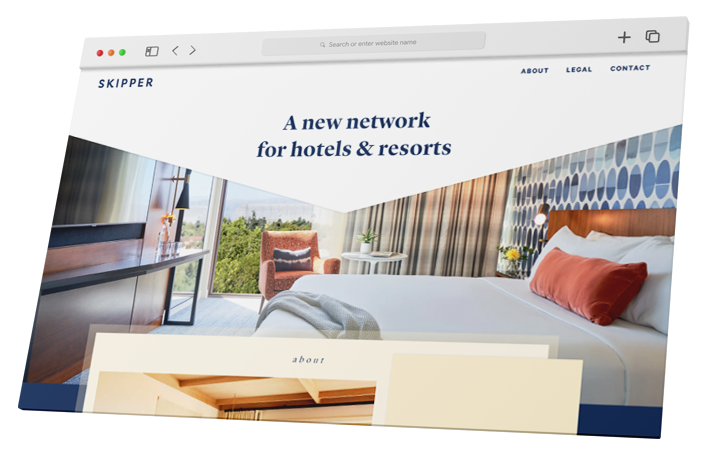 Search or enter website name
SKIPPER
ABOUT LEGAL CONTACT
A new network
for hotels & resorts
about